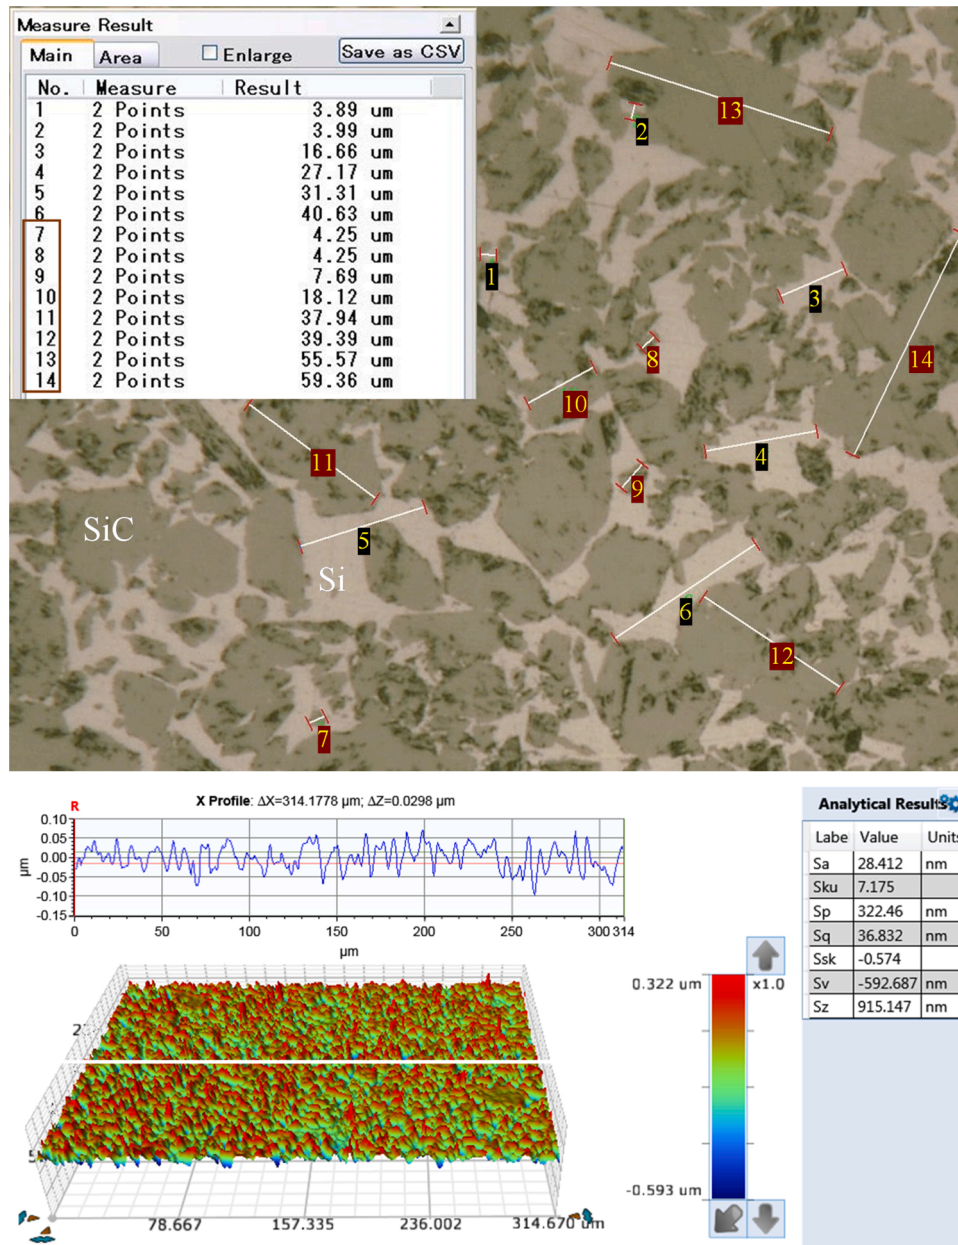 Measure Result
Main Area Enlarge Save as CSV
No. Measure Result
1 2 Points 3.89 um
2 2 Points 3.99 um
3 2 Points 16.66 um
4 2 Points 27.17 um
5 2 Points 31.31 um
6 2 Points 40.63 um
7 2 Points 4.25 um
8 2 Points 4.25 um
9 2 Points 7.69 um
10 2 Points 18.12 um
11 2 Points 37.94 um
12 2 Points 39.39 um
13 2 Points 55.57 um
14 2 Points 59.36 um
13
2
1
3
8
14
10
4
11
9
SiC
5
Si
6
12
7
X Profile: ΔX=314.1778 µm; ΔZ=0.0298 µm
R
0.10
0.05
0.00
-0.05
-0.10
-0.15
µm
0 50 100 150 200 250 300 314
µm
Analytical Results
Labe Value Units
Sa 28.412 nm
Sku 7.175
Sp 322.46 nm
Sq 36.832 nm
Ssk -0.574
Sv -592.687 nm
Sz 915.147 nm
0.322 um
x1.0
-0.593 um
78.667 157.335 236.002 314.670 um